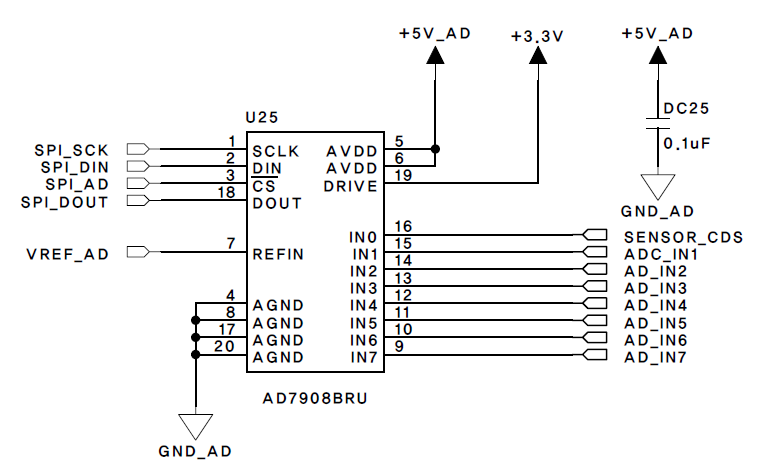 +5V_AD
+3.3V
+5V_AD
U25
DC25
0.1uF
GND_AD
SPI_SCK 1 SCLK
SPI_DIN 2 DIN
SPI_AD 3 CS
SPI_DOUT 18 DOUT
VREF_AD 7 REFIN
4 AGND
8 AGND
17 AGND
20 AGND
AVDD 5
AVDD 6
DRIVE 19
IN0 16 SENSOR_CDS
IN1 15 ADC_IN1
IN2 14 AD_IN2
IN3 13 AD_IN3
IN4 12 AD_IN4
IN5 11 AD_IN5
IN6 10 AD_IN6
IN7 9 AD_IN7
AD7908BRU
GND_AD